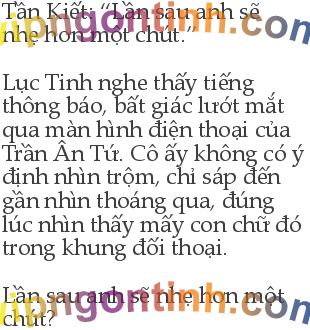 Tần Kiết: “Lần sau anh sẽ
nhẹ hơn một chút.”
vipngontinh.com
Lục Tinh nghe thấy tiếng
thông báo, bất giác lướt mắt
qua màn hình điện thoại của
Trần Ân Tứ. Cô ấy không có ý
định nhìn trộm, chỉ sáp đến
gần nhìn thoáng qua, đúng
lúc nhìn thấy mấy con chữ đó
trong khung đối thoại.
Lần sau anh sẽ nhẹ hơn một
chút?
vipngontinh.com